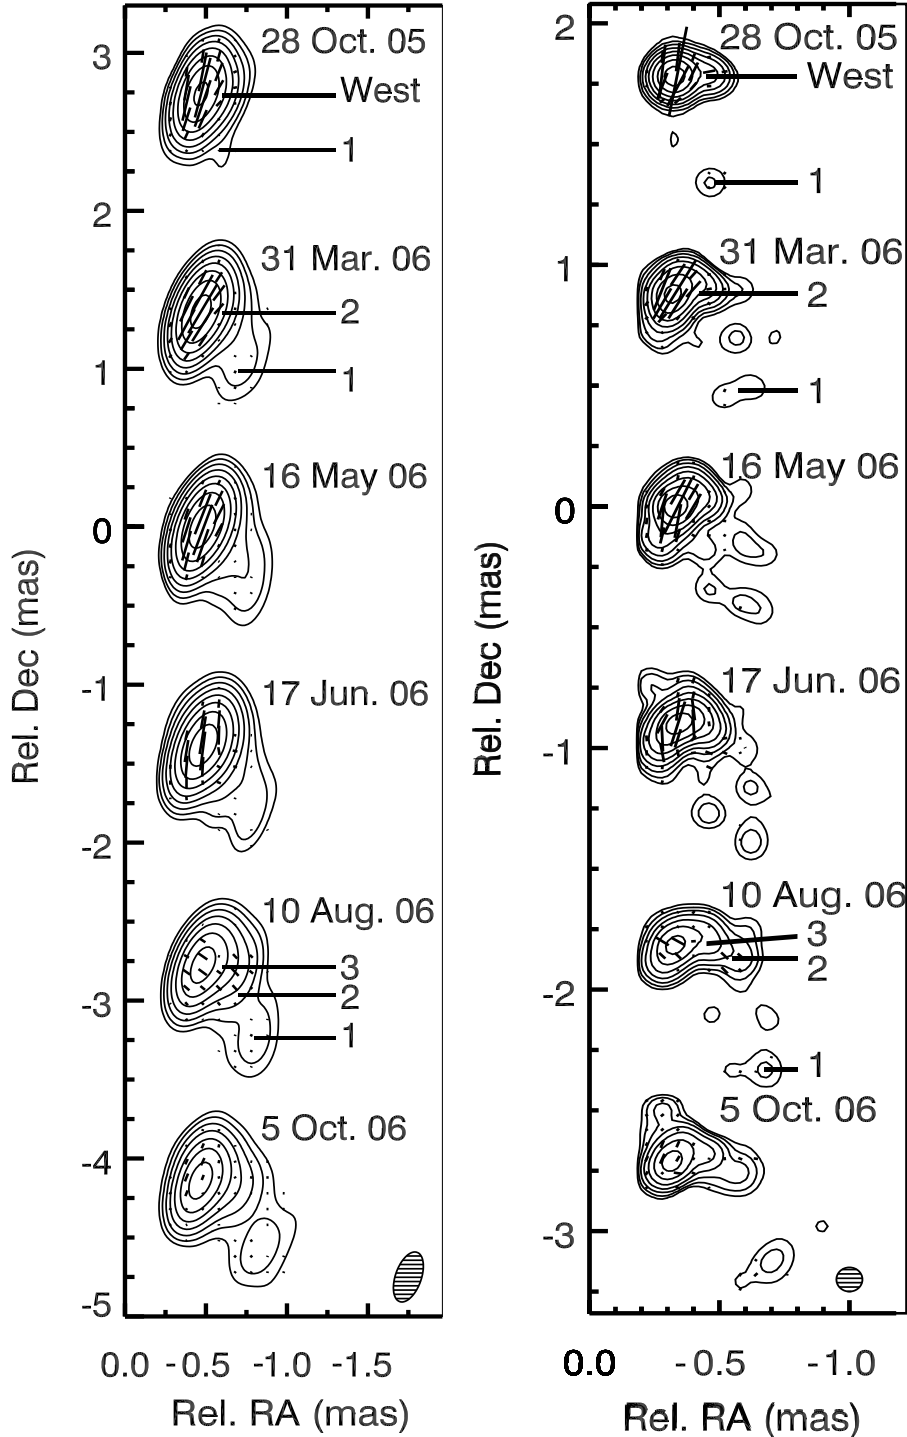 3
2
1
0
-1
-2
-3
-4
-5
Rel. Dec (mas)
28 Oct. 05
West
1
31 Mar. 06
2
1
16 May 06
17 Jun. 06
10 Aug. 06
3
2
1
5 Oct. 06
0.0 -0.5 -1.0 -1.5
Rel. RA (mas)
2
1
0
-1
-2
-3
Rel. Dec (mas)
28 Oct. 05
West
1
31 Mar. 06
2
1
16 May 06
17 Jun. 06
10 Aug. 06
3
2
1
5 Oct. 06
0.0 -0.5 -1.0
Rel. RA (mas)